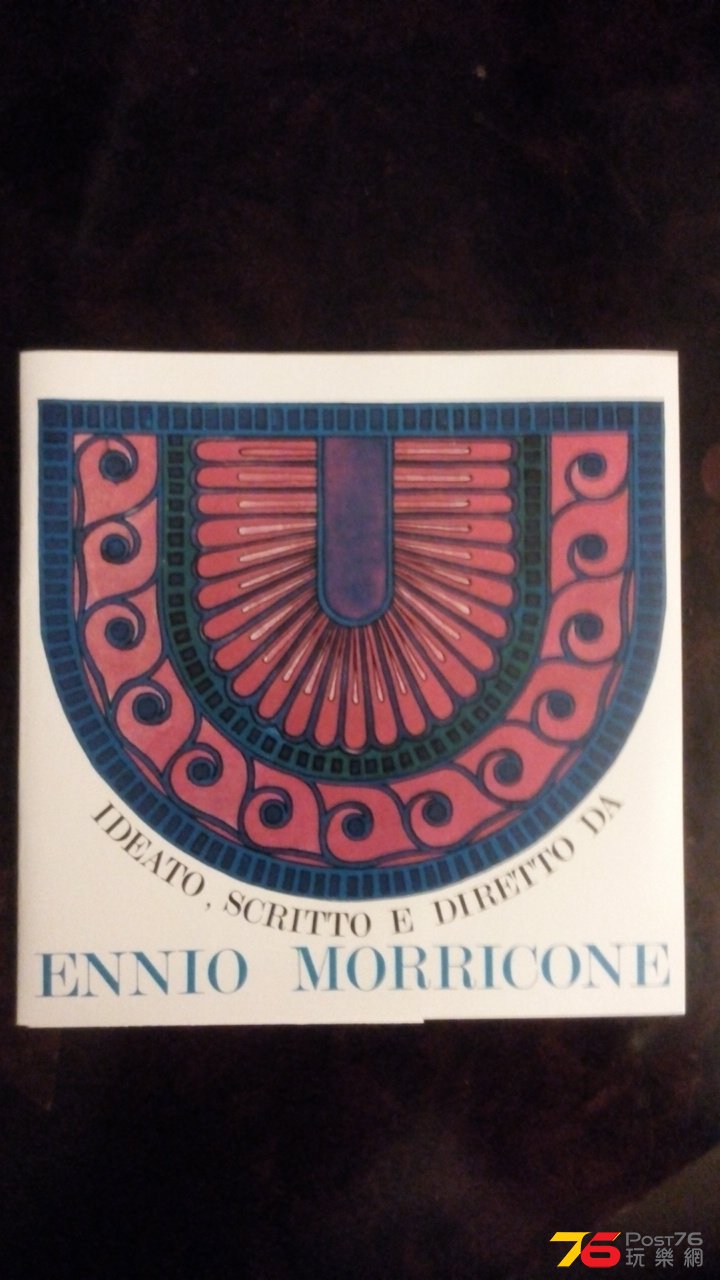 IDEATO, SCRITTO E DIRETTO DA
ENNIO MORRICONE
76 POST76
玩樂網